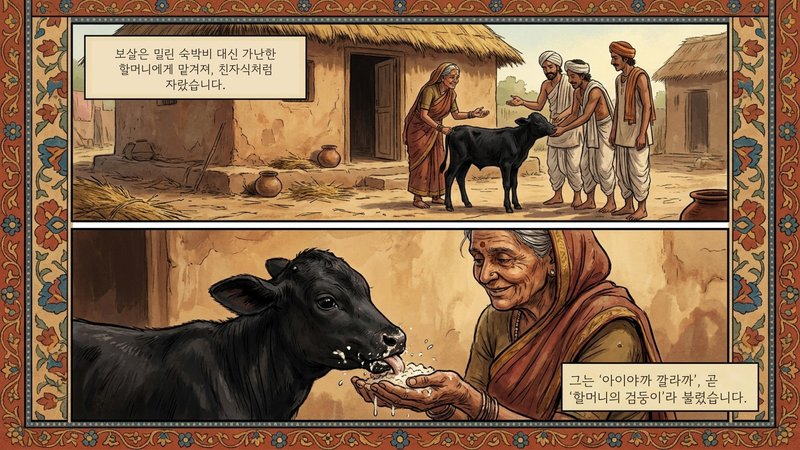 보살은 밀린 숙박비 대신 가난한
할머니에게 맡겨져, 친자식처럼
자랐습니다.
그는 ‘아이야까 깔라까’, 곧
‘할머니의 검둥이’라 불렸습니다.